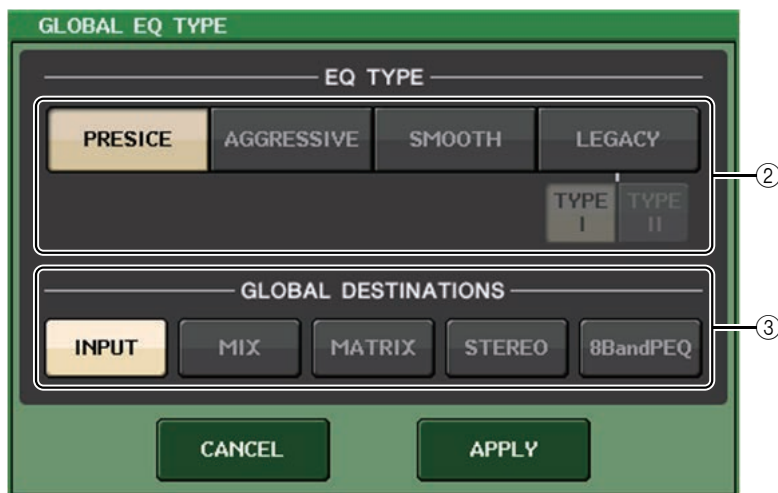 GLOBAL EQ TYPE
EQ TYPE
PRESICE AGGRESSIVE SMOOTH LEGACY
②
TYPE I TYPE II
GLOBAL DESTINATIONS
③
INPUT MIX MATRIX STEREO 8BandPEQ
CANCEL APPLY